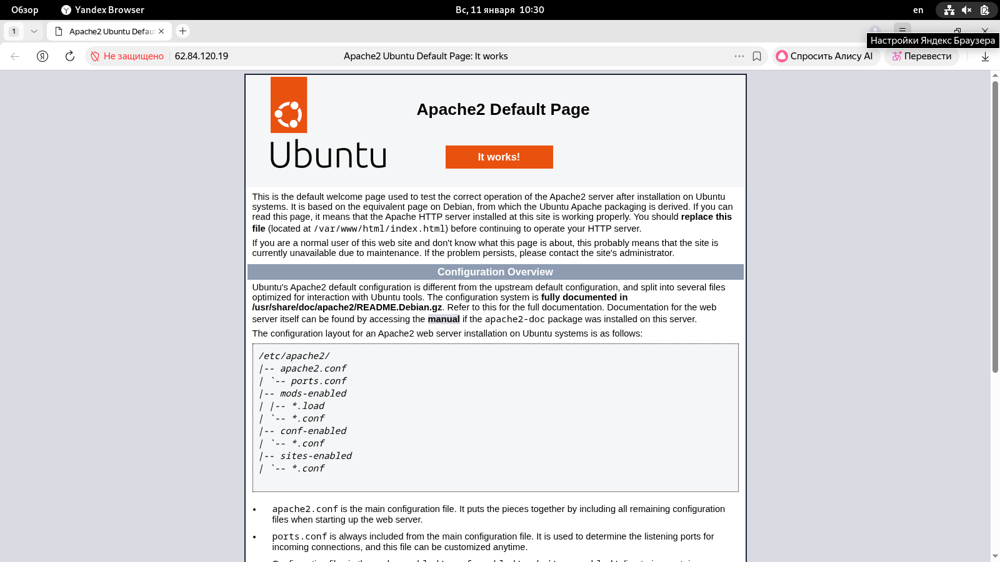 Обзор Yandex Browser Вс, 11 января 10:30 en
1 Apache2 Ubuntu Defau
Настройки Яндекс Браузера
Я Не защищено 62.84.120.19 Apache2 Ubuntu Default Page: It works Спросить Алису AI Перевести
Apache2 Default Page
Ubuntu
It works!
This is the default welcome page used to test the correct operation of the Apache2 server after installation on Ubuntu
systems. It is based on the equivalent page on Debian, from which the Ubuntu Apache packaging is derived. If you can
read this page, it means that the Apache HTTP server installed at this site is working properly. You should replace this
file (located at /var/www/html/index.html) before continuing to operate your HTTP server.
If you are a normal user of this web site and don't know what this page is about, this probably means that the site is
currently unavailable due to maintenance. If the problem persists, please contact the site's administrator.
Configuration Overview
Ubuntu's Apache2 default configuration is different from the upstream default configuration, and split into several files
optimized for interaction with Ubuntu tools. The configuration system is fully documented in
/usr/share/doc/apache2/README.Debian.gz. Refer to this for the full documentation. Documentation for the web
server itself can be found by accessing the manual if the apache2-doc package was installed on this server.
The configuration layout for an Apache2 web server installation on Ubuntu systems is as follows:
/etc/apache2/
|-- apache2.conf
| `-- ports.conf
|-- mods-enabled
| |-- *.load
| `-- *.conf
|-- conf-enabled
| `-- *.conf
|-- sites-enabled
| `-- *.conf
• apache2.conf is the main configuration file. It puts the pieces together by including all remaining configuration
files when starting up the web server.
• ports.conf is always included from the main configuration file. It is used to determine the listening ports for
incoming connections, and this file can be customized anytime.